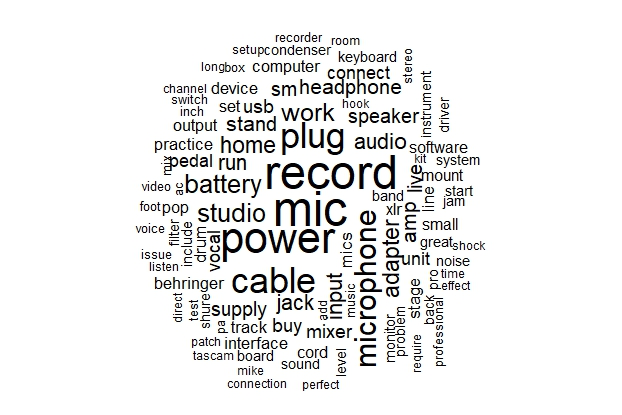 recorder
room
setup
condenser
keyboard
stereo
long
box
computer
connect
channel
device
sm
headphone
switch
set
usb
work
hook
speaker
instrument
driver
inch
output
stand
plug
audio
software
practice
home
kit
system
mix
pedal
run
record
live
mount
video
ac
battery
band
line
start
foot
pop
studio
mic
xlr
amp
jam
voice
filter
include
drum
vocal
power
mics
microphone
adapter
small
great
shock
issue
listen
unit
noise
behringer
cable
input
music
pro
time
effect
direct
test
shure
supply
jack
add
stage
back
professional
pa
track
buy
mixer
monitor
problem
patch
interface
require
tascam
board
cord
level
mike
sound
connection
perfect